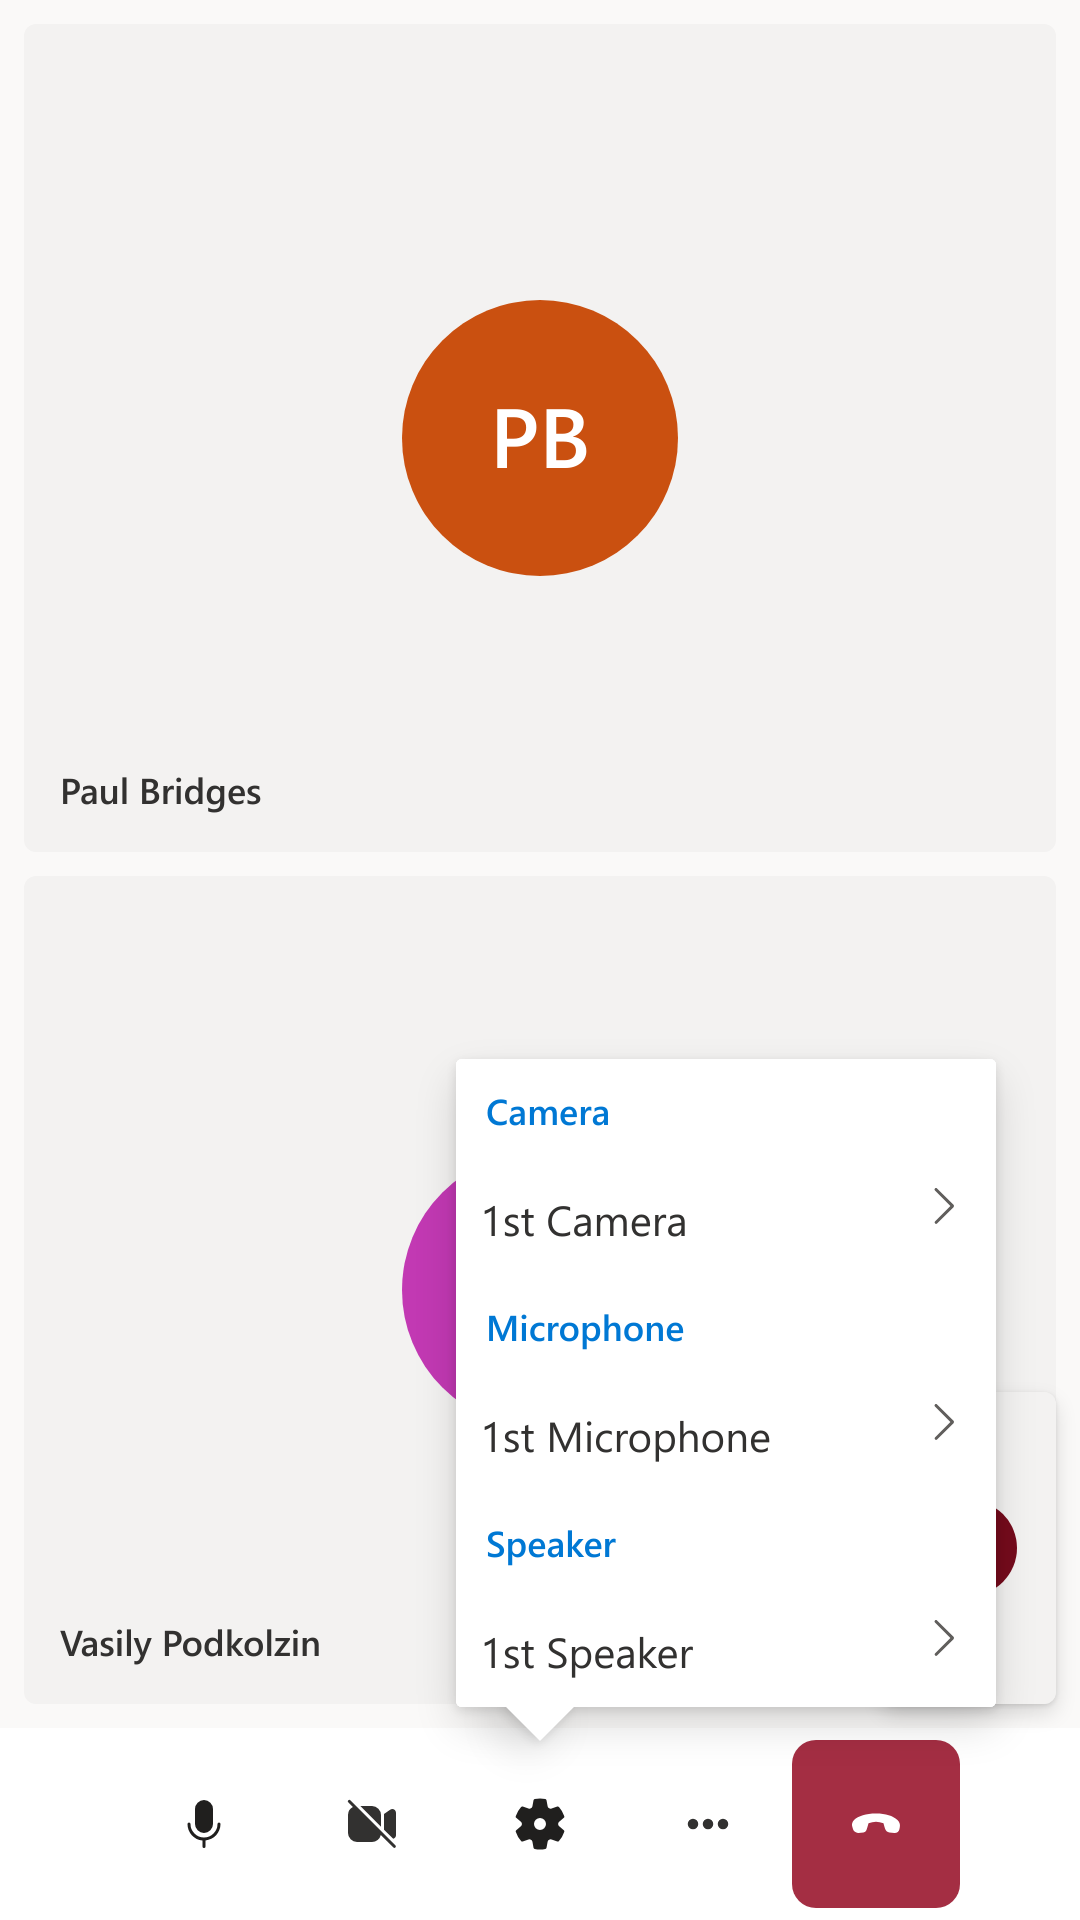 PB
Paul Bridges
Camera
1st Camera
Microphone
1st Microphone
Speaker
1st Speaker
Vasily Podkolzin